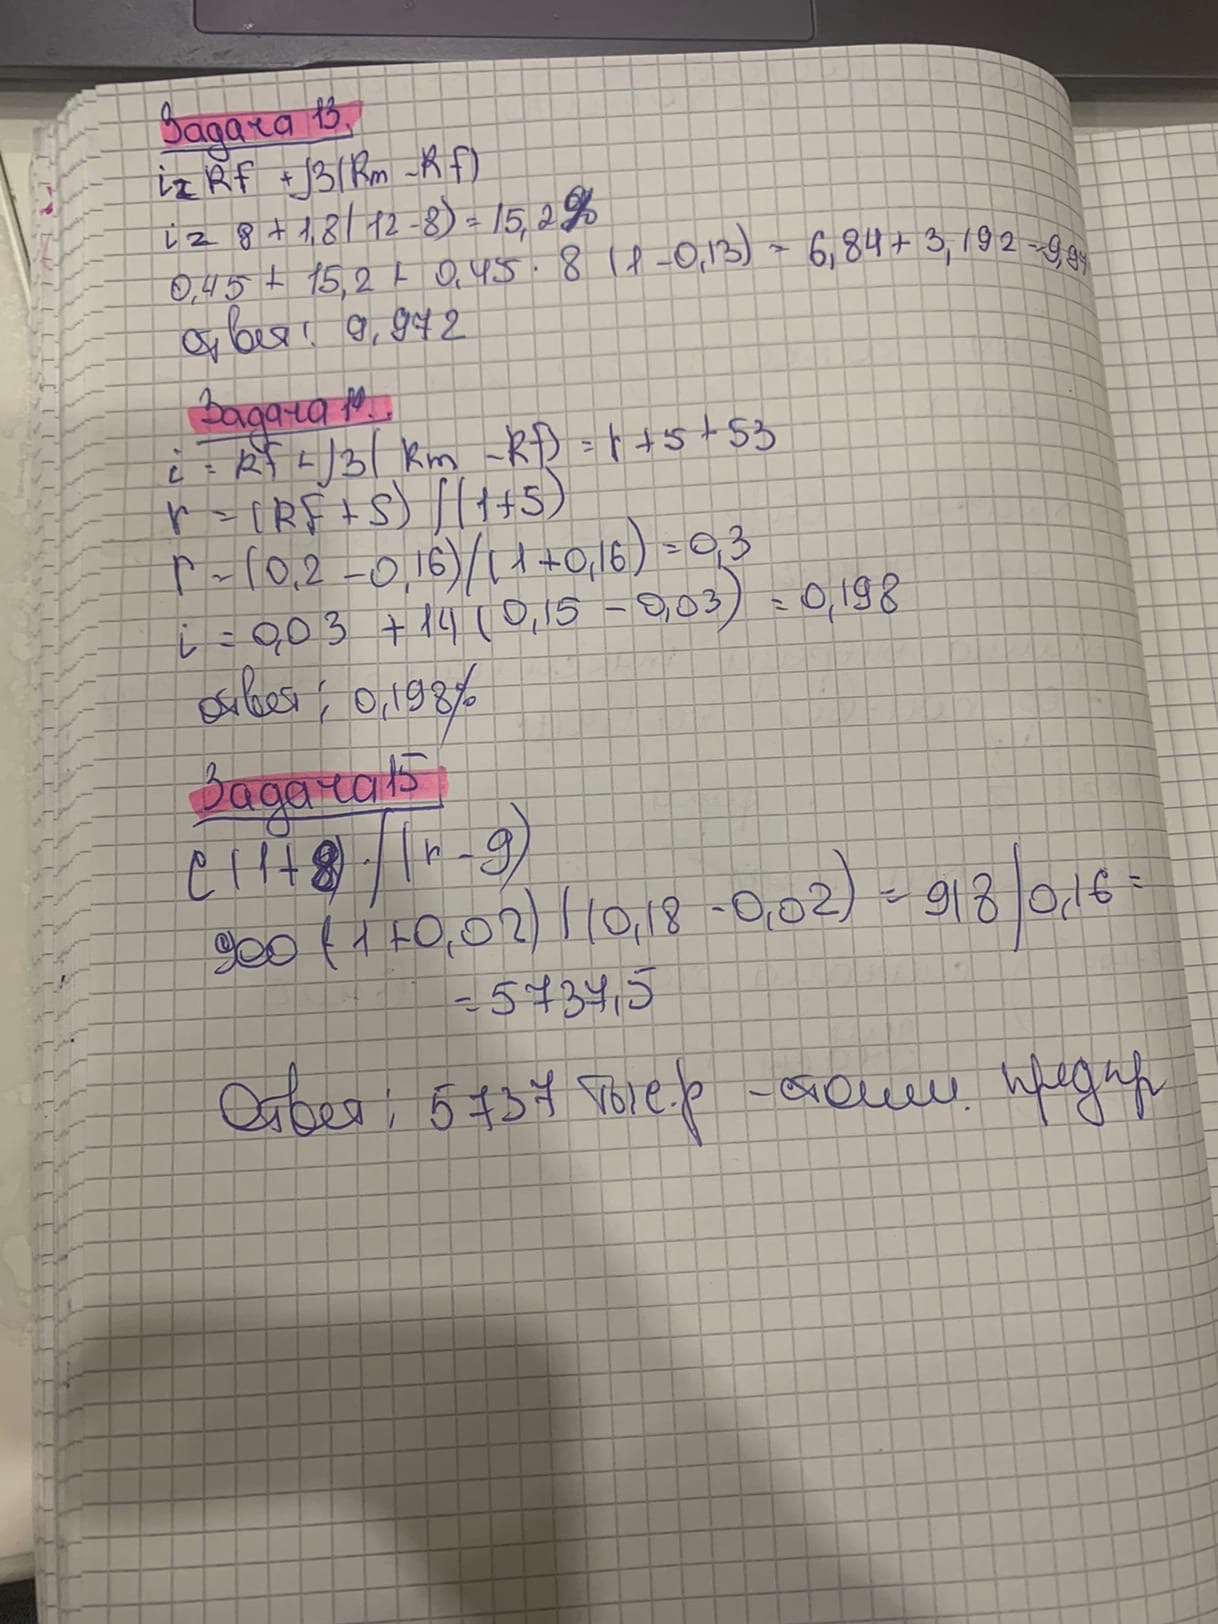 Задача 13.
i = Rf + β(Rm - Rf)
i = 8 + 1,8(12-8) = 15,2%
0,45 + 15,2 + 0,45 · 8 (1-0,13) = 6,84 + 3,192 = 9,97
ответ: 9,972
Задача 14.
i = Rf + β(Rm - Rf) = r + s + s3
r = (Rf + S) / (1+S)
r = (0,2 - 0,16)/(1+0,16) = 0,3
i = 0,03 + 14(0,15 - 0,03) = 0,198
ответ: 0,198%
Задача 15
C(1+g) / (r - g)
900 (1+0,02) / (0,18 - 0,02) = 918/0,16 =
= 5737,5
Ответ: 5737 тыс.р - стоим. предпр